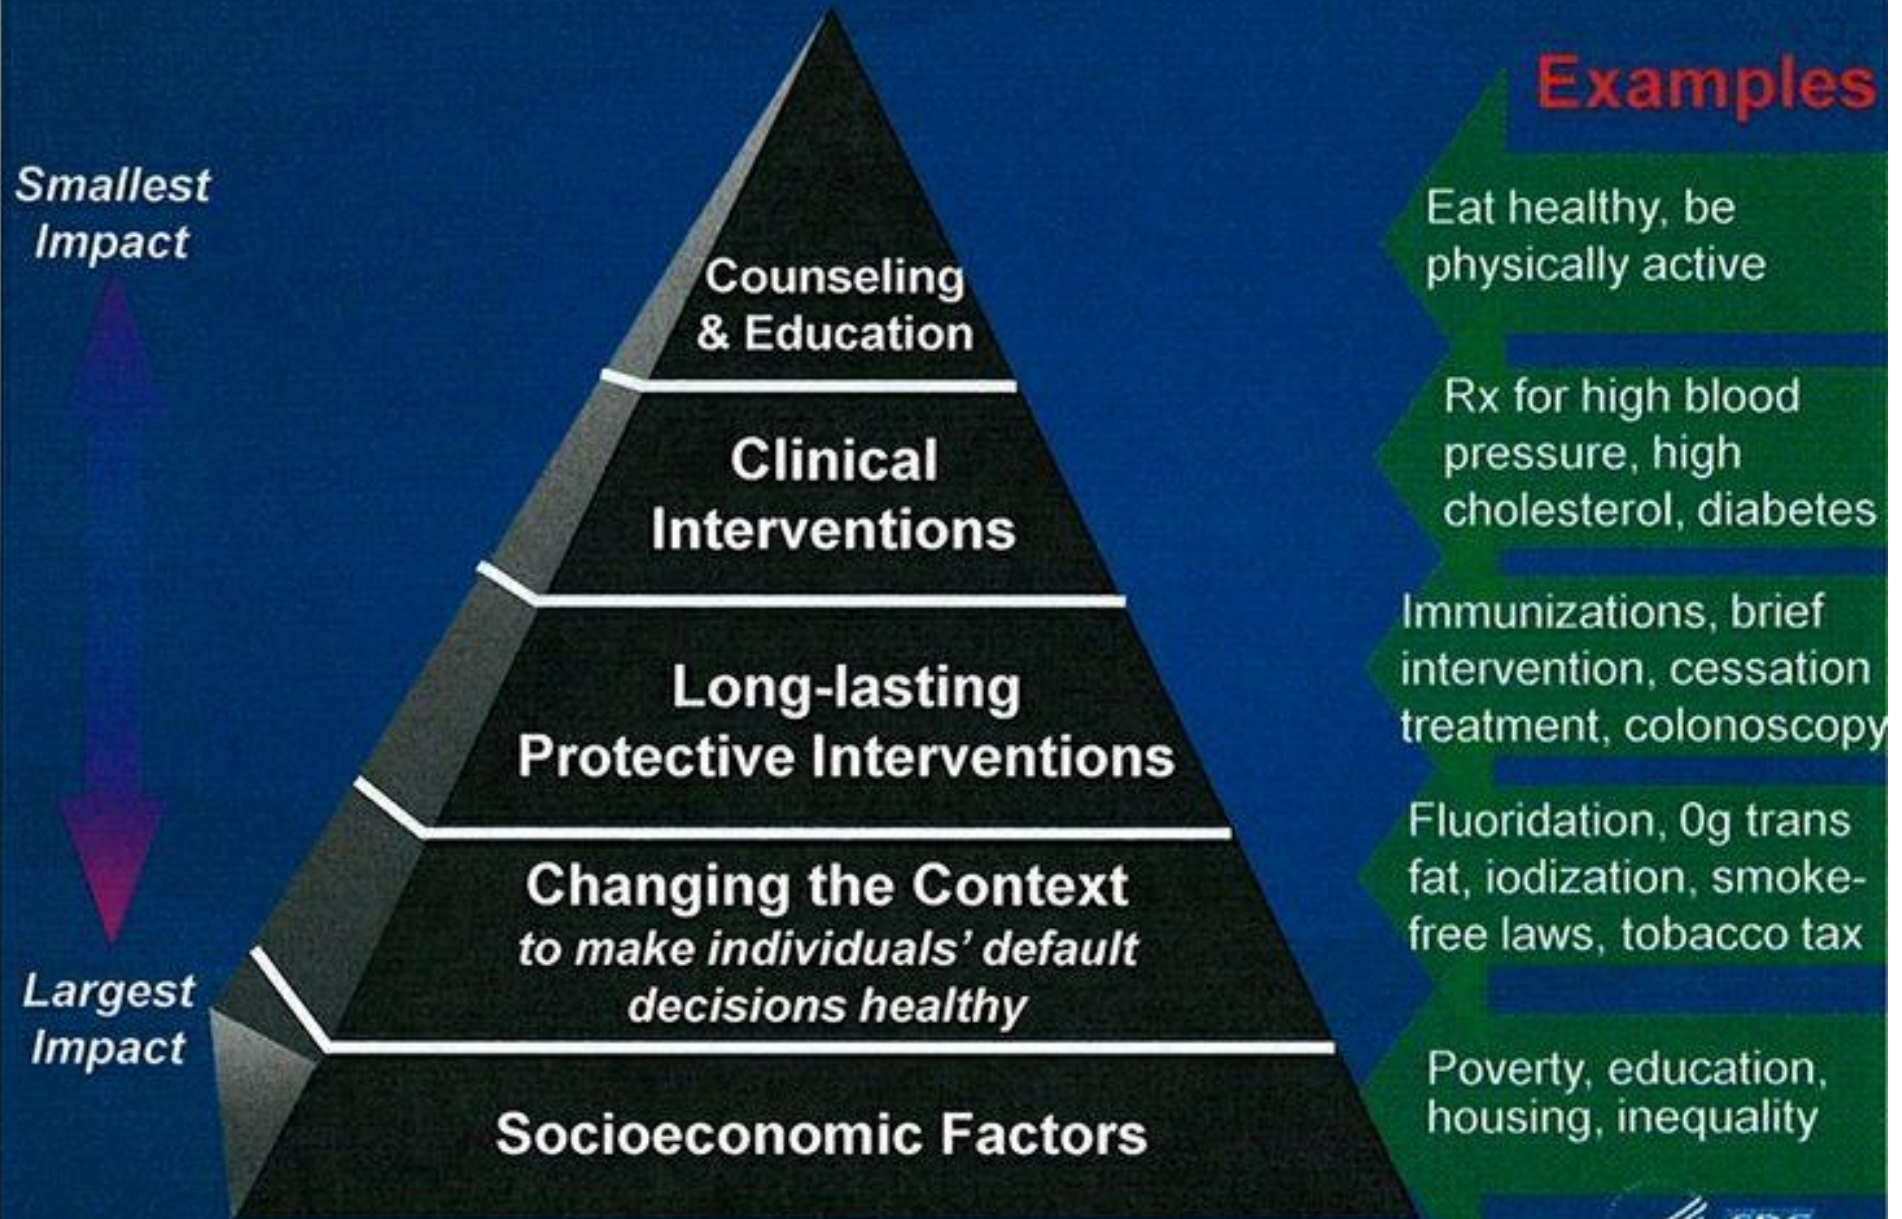 Examples
Smallest
Impact
Counseling
& Education
Eat healthy, be
physically active
Clinical
Interventions
Rx for high blood
pressure, high
cholesterol, diabetes
Long-lasting
Protective Interventions
Immunizations, brief
intervention, cessation
treatment, colonoscopy
Changing the Context
to make individuals’ default
decisions healthy
Fluoridation, 0g trans
fat, iodization, smoke-
free laws, tobacco tax
Largest
Impact
Socioeconomic Factors
Poverty, education,
housing, inequality